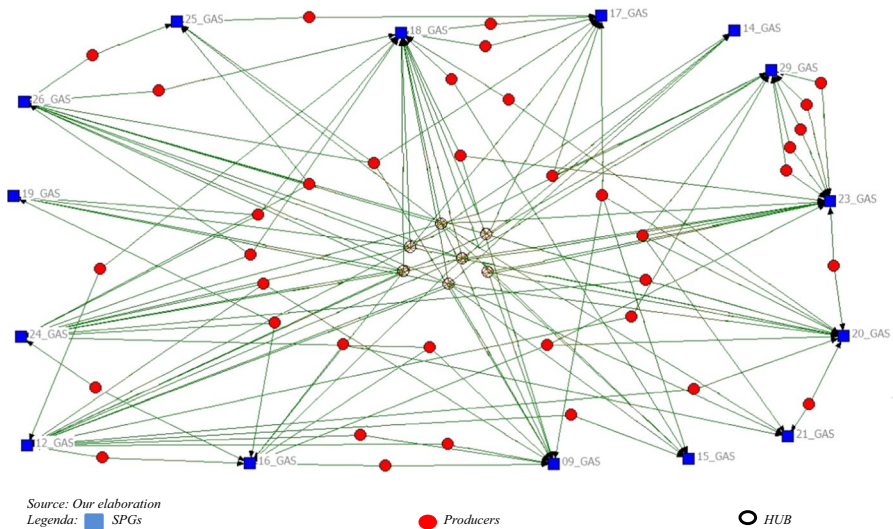 25_GAS
18_GAS
17_GAS
14_GAS
29_GAS
26_GAS
19_GAS
23_GAS
24_GAS
20_GAS
12_GAS
16_GAS
09_GAS
15_GAS
21_GAS
Source: Our elaboration
Legenda: SPGs Producers HUB